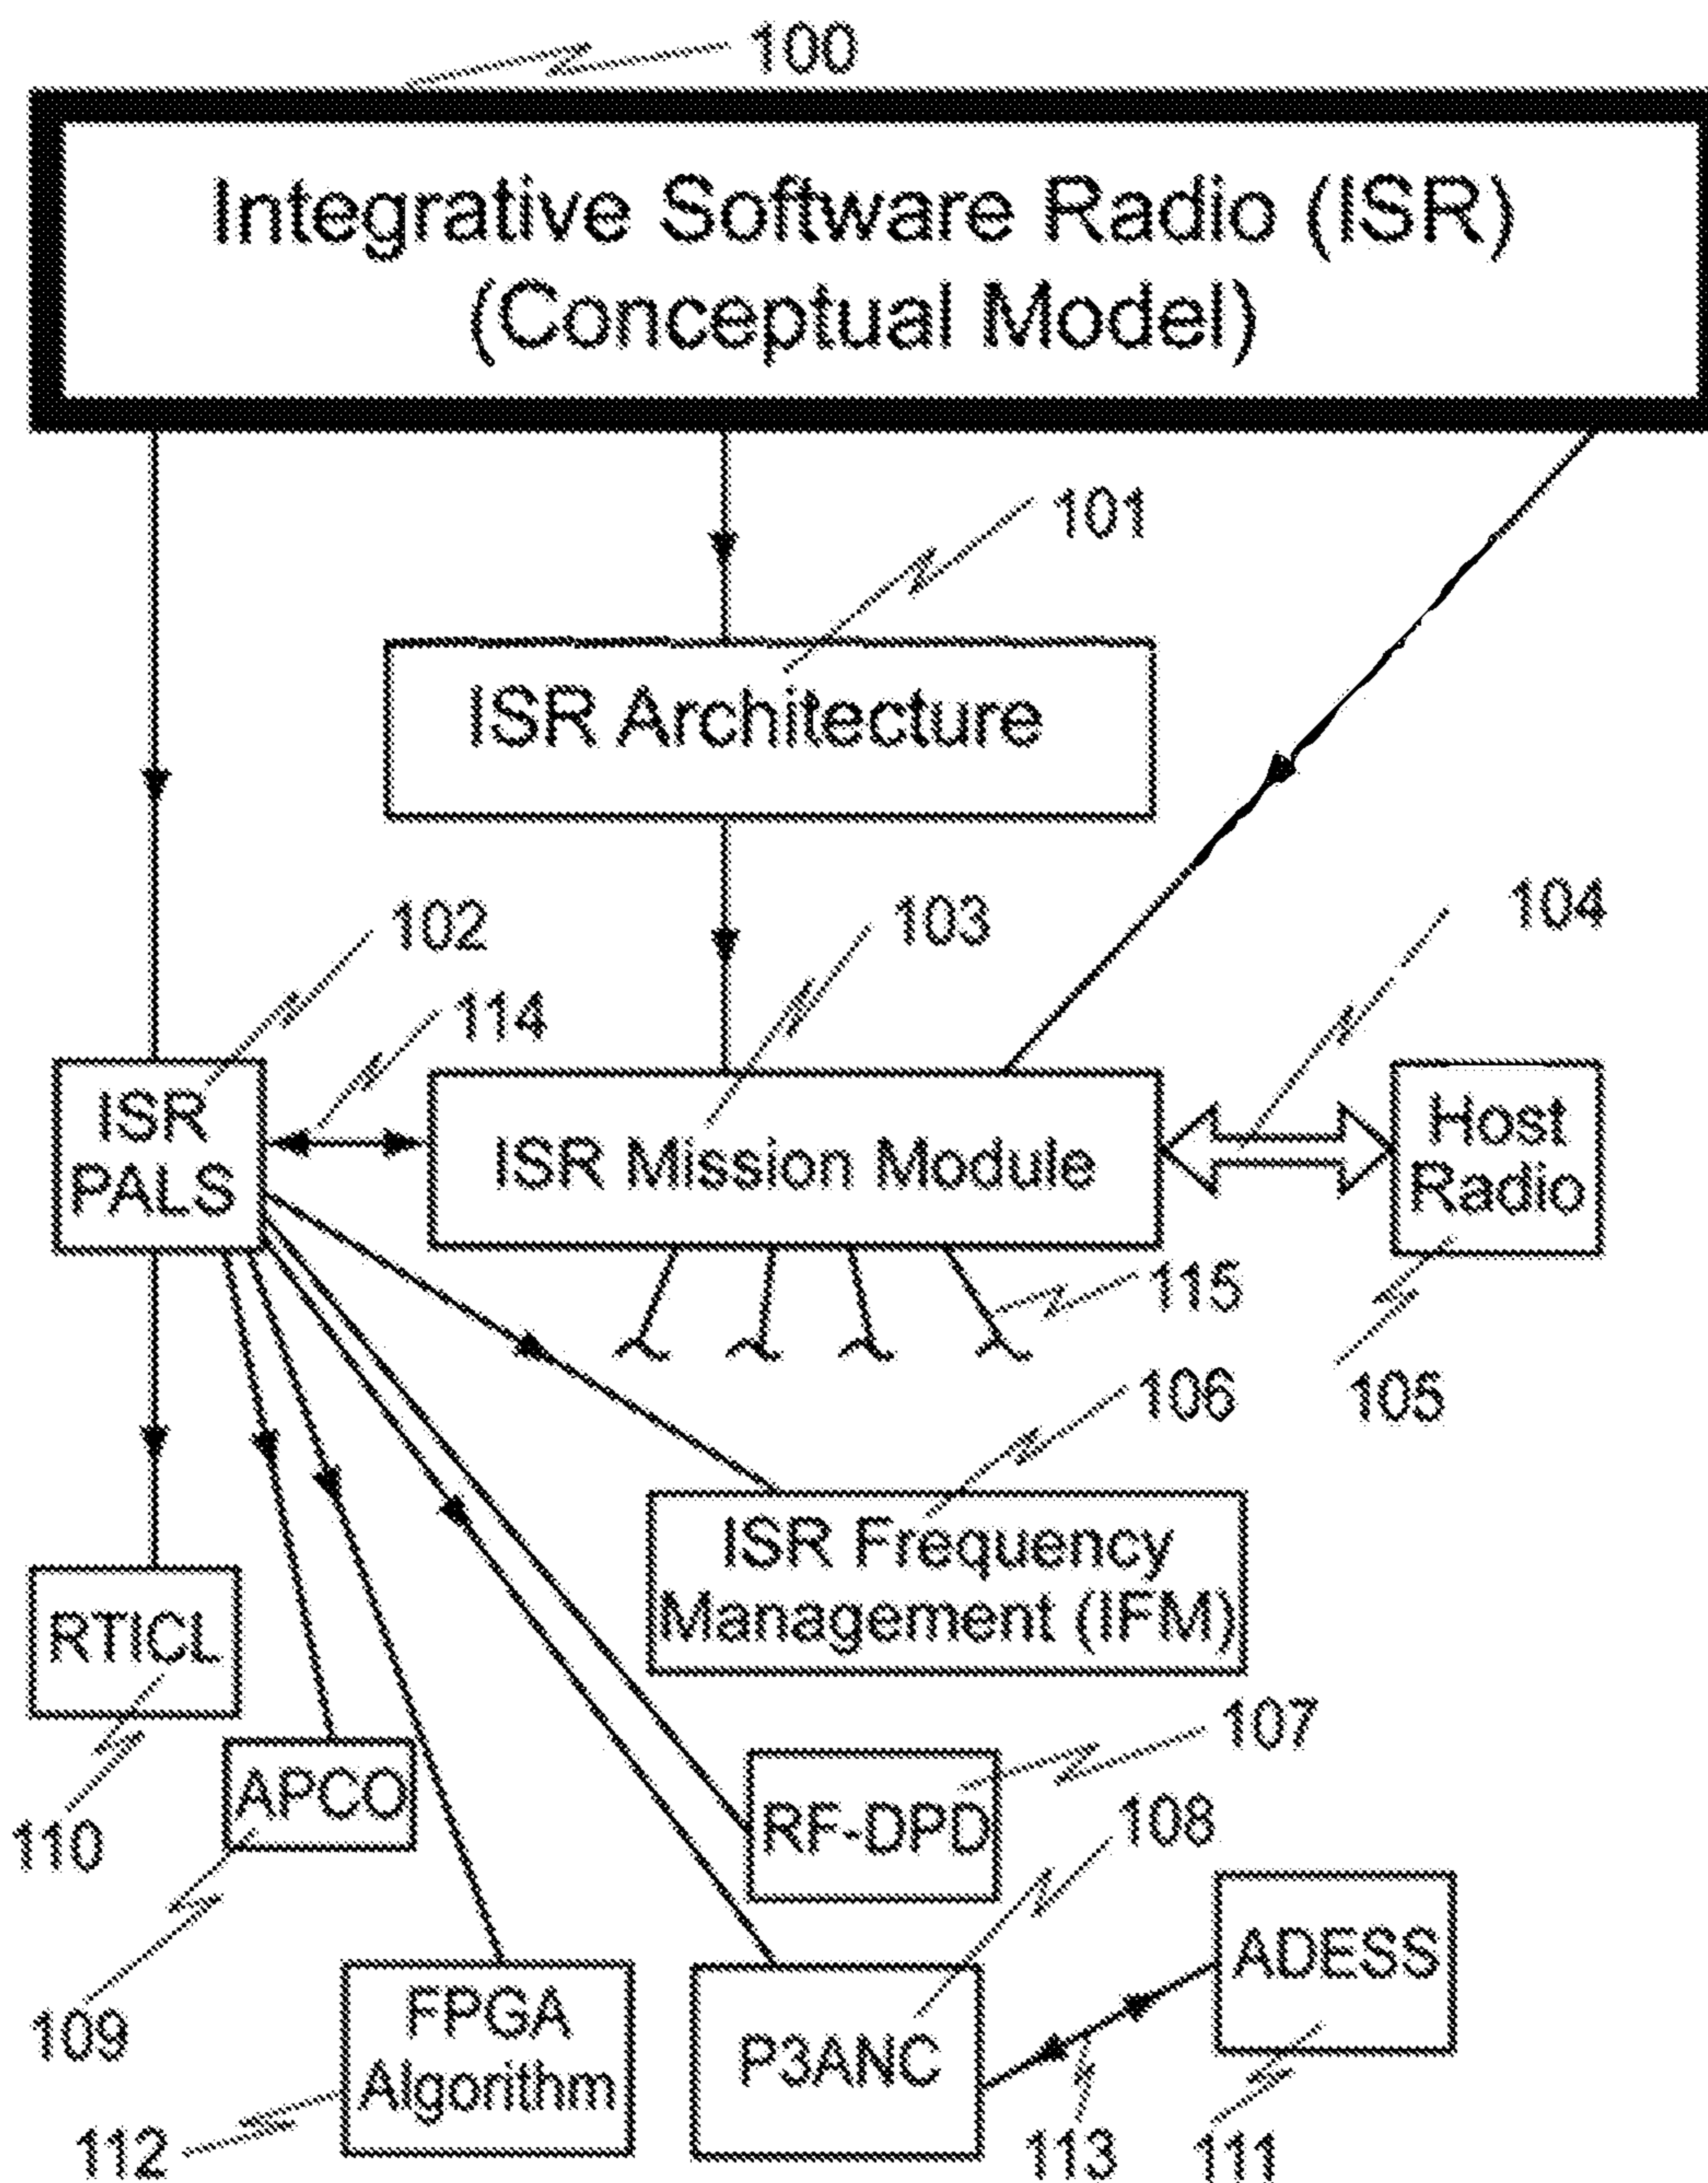 100
Integrative Software Radio (ISR)
(Conceptual Model)
101
ISR Architecture
102
103
104
114
ISR
PALS
ISR Mission Module
Host
Radio
115
106
105
ISR Frequency
Management (IFM)
RTICL
107
APCO
RF-DPD
108
110
ADESS
109
FPGA
Algorithm
P3ANC
112
113
111